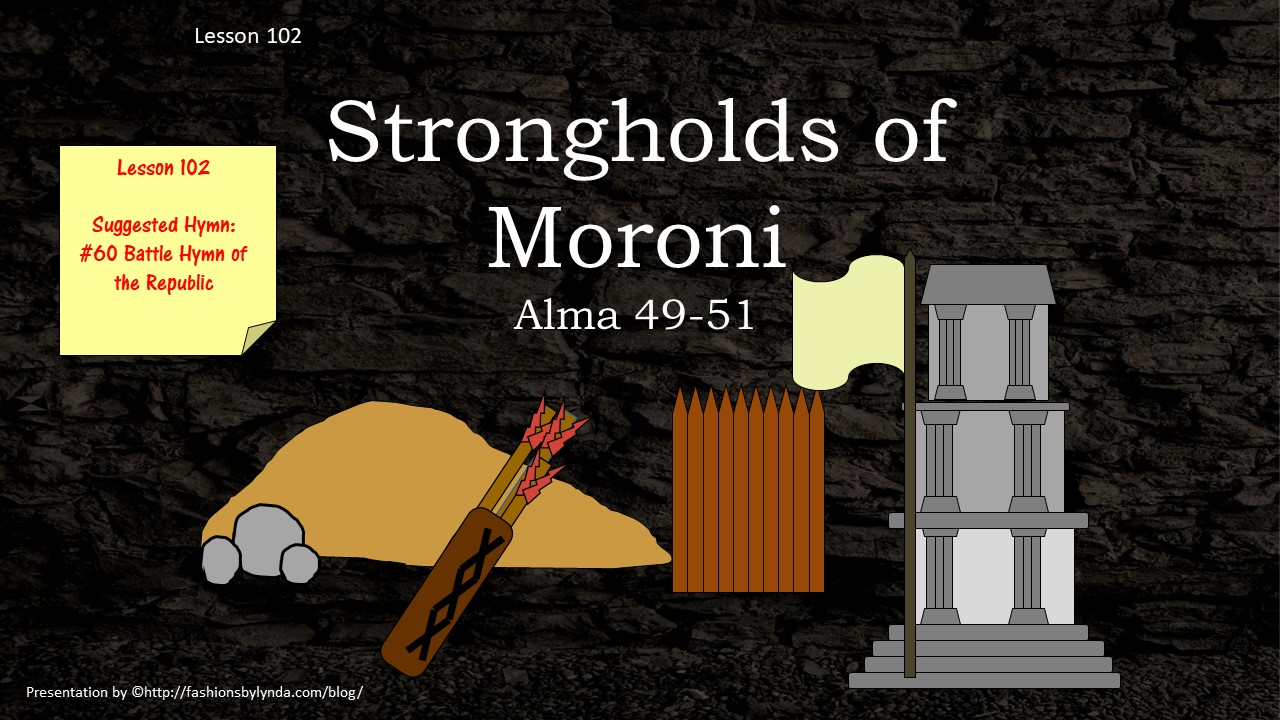 Lesson 102
Strongholds of
Moroni
Alma 49-51
Lesson 102
Suggested Hymn:
#60 Battle Hymn of
the Republic
Presentation by ©http://fashionsbylynda.com/blog/